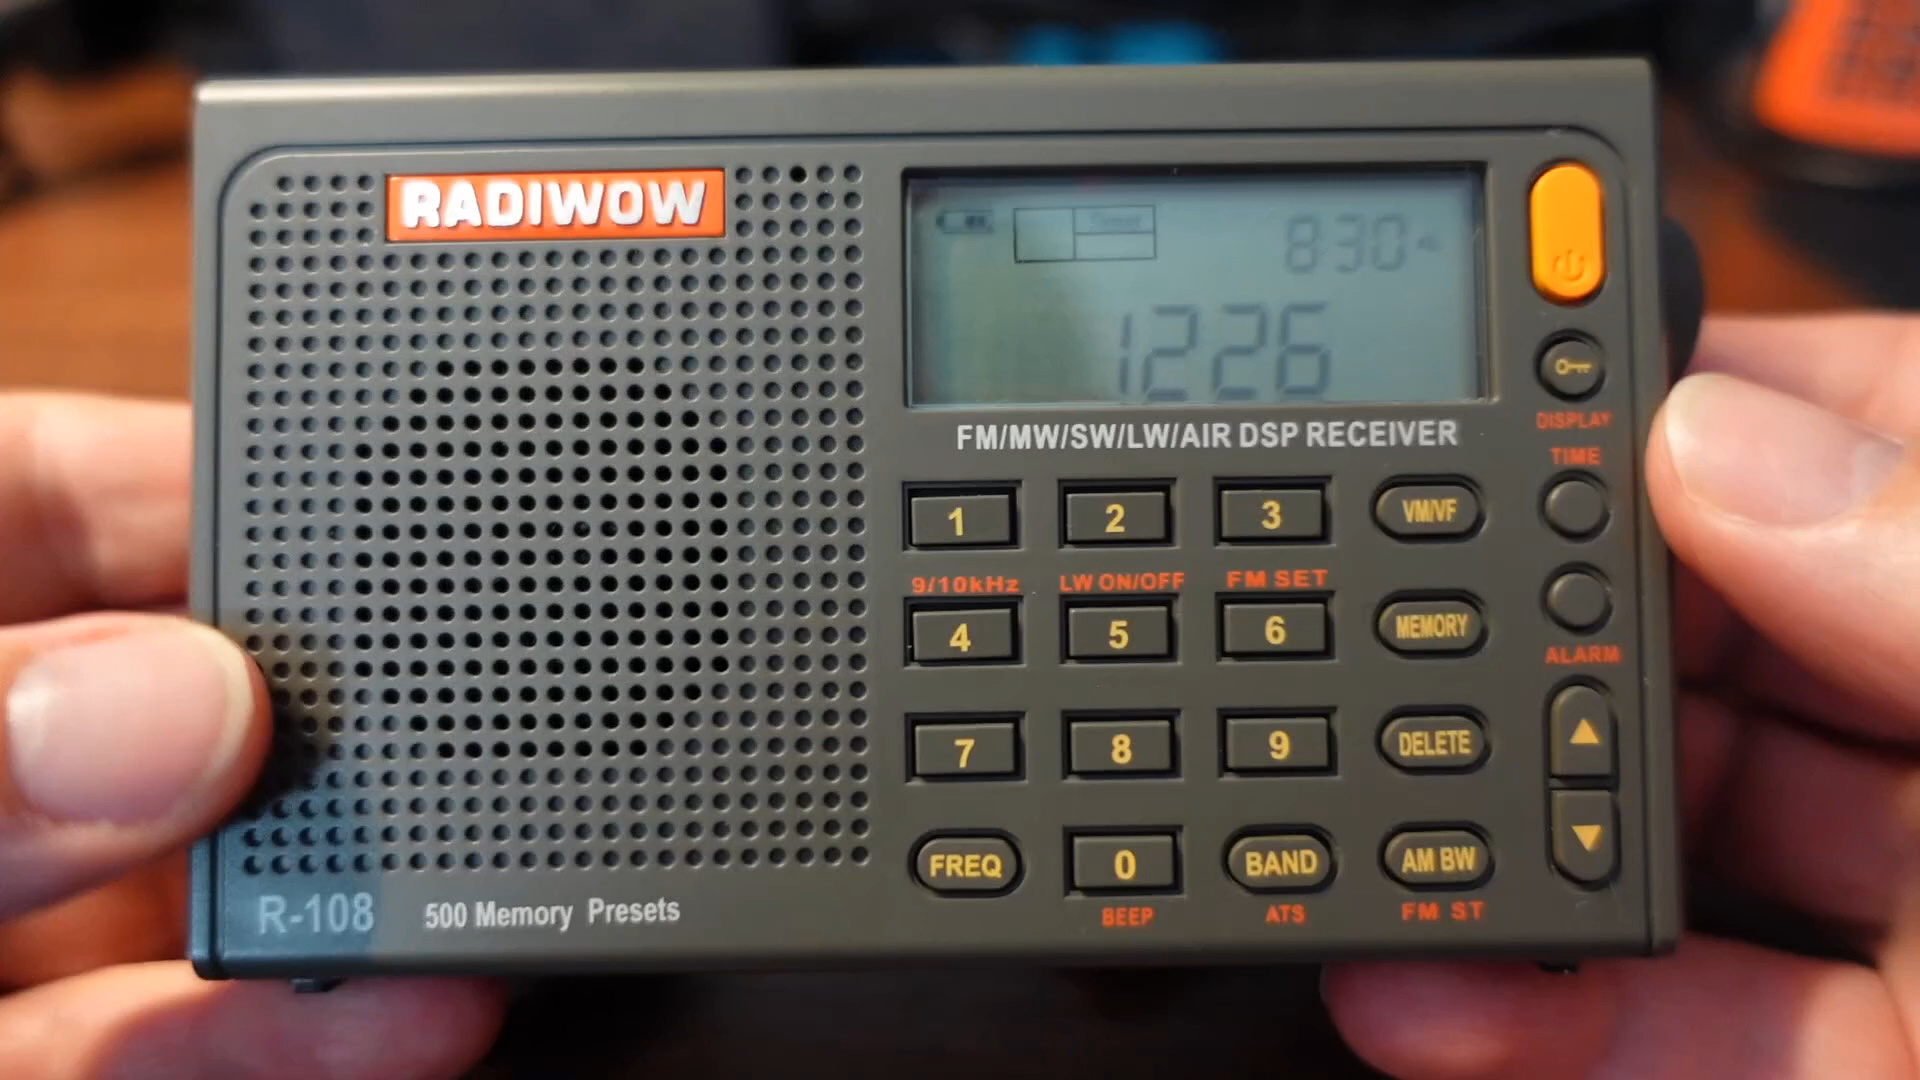 RADIWOW
830
1226
FM/MW/SW/LW/AIR DSP RECEIVER
DISPLAY
TIME
1 2 3 VM/VF
9/10kHz LW ON/OFF FM SET
4 5 6 MEMORY
ALARM
7 8 9 DELETE
FREQ 0 BAND AM BW
BEEP ATS FM ST
R-108 500 Memory Presets